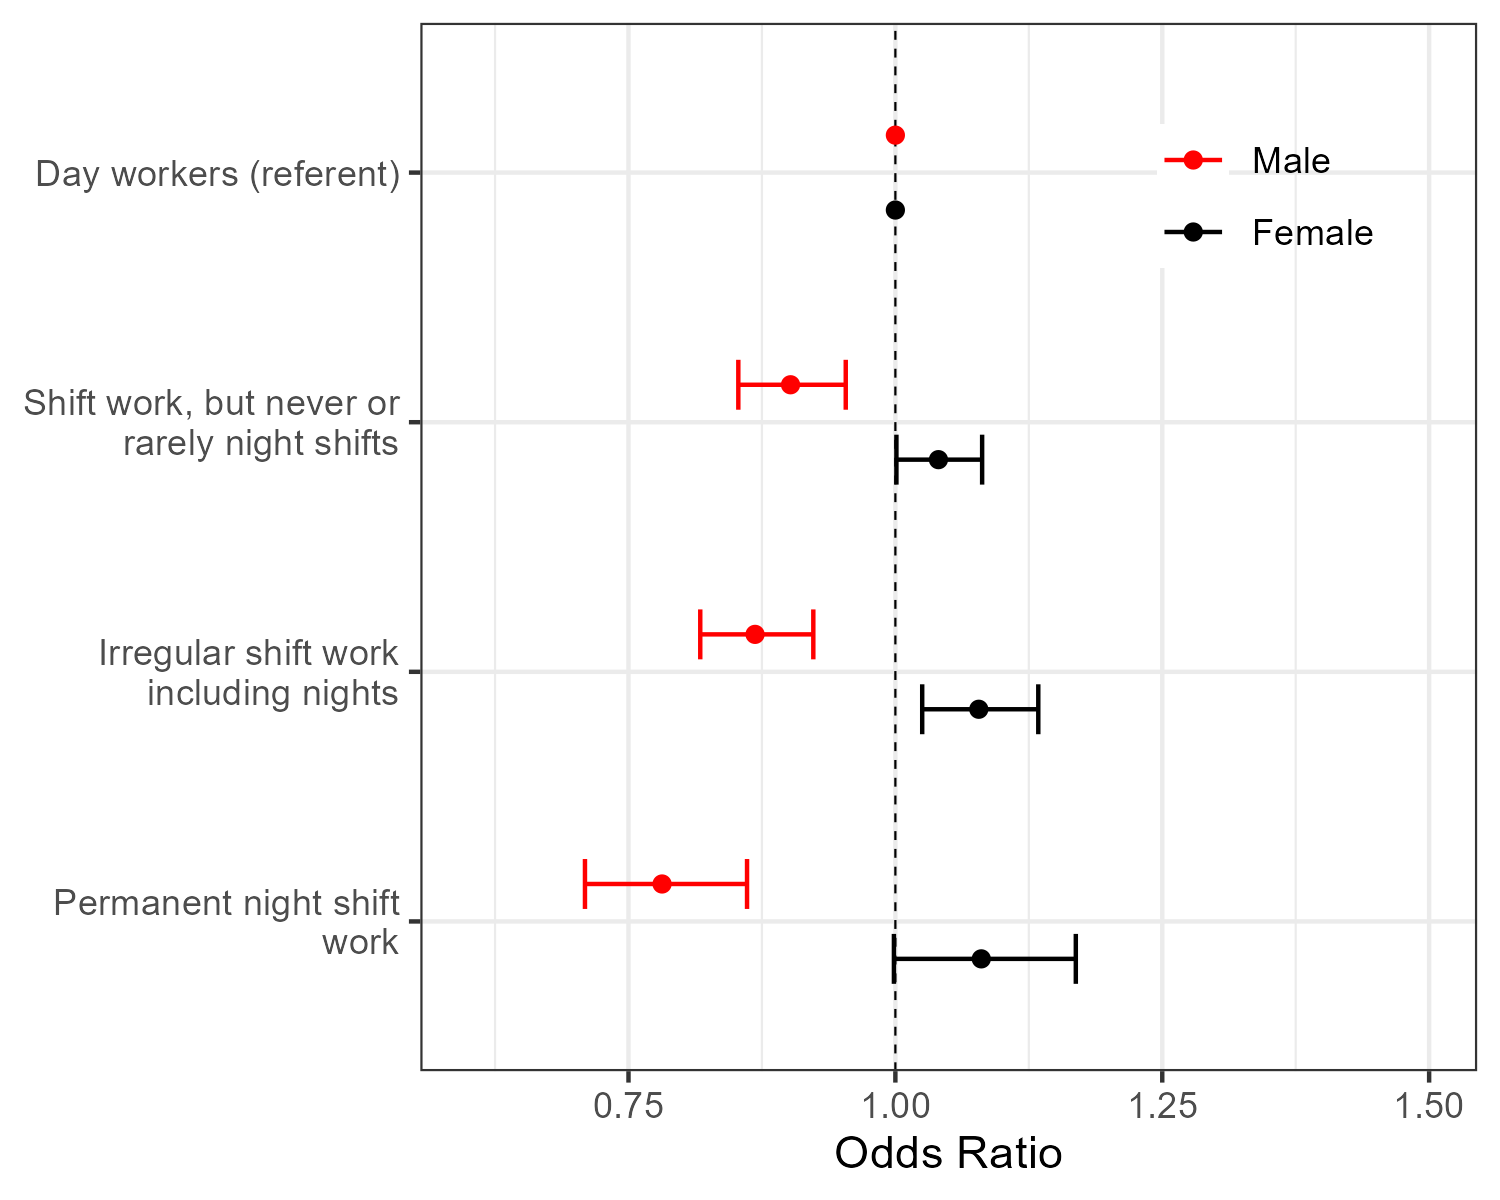 Day workers (referent)
Male
Female
Shift work, but never or
rarely night shifts
Irregular shift work
including nights
Permanent night shift
work
0.75 1.00 1.25 1.50
Odds Ratio